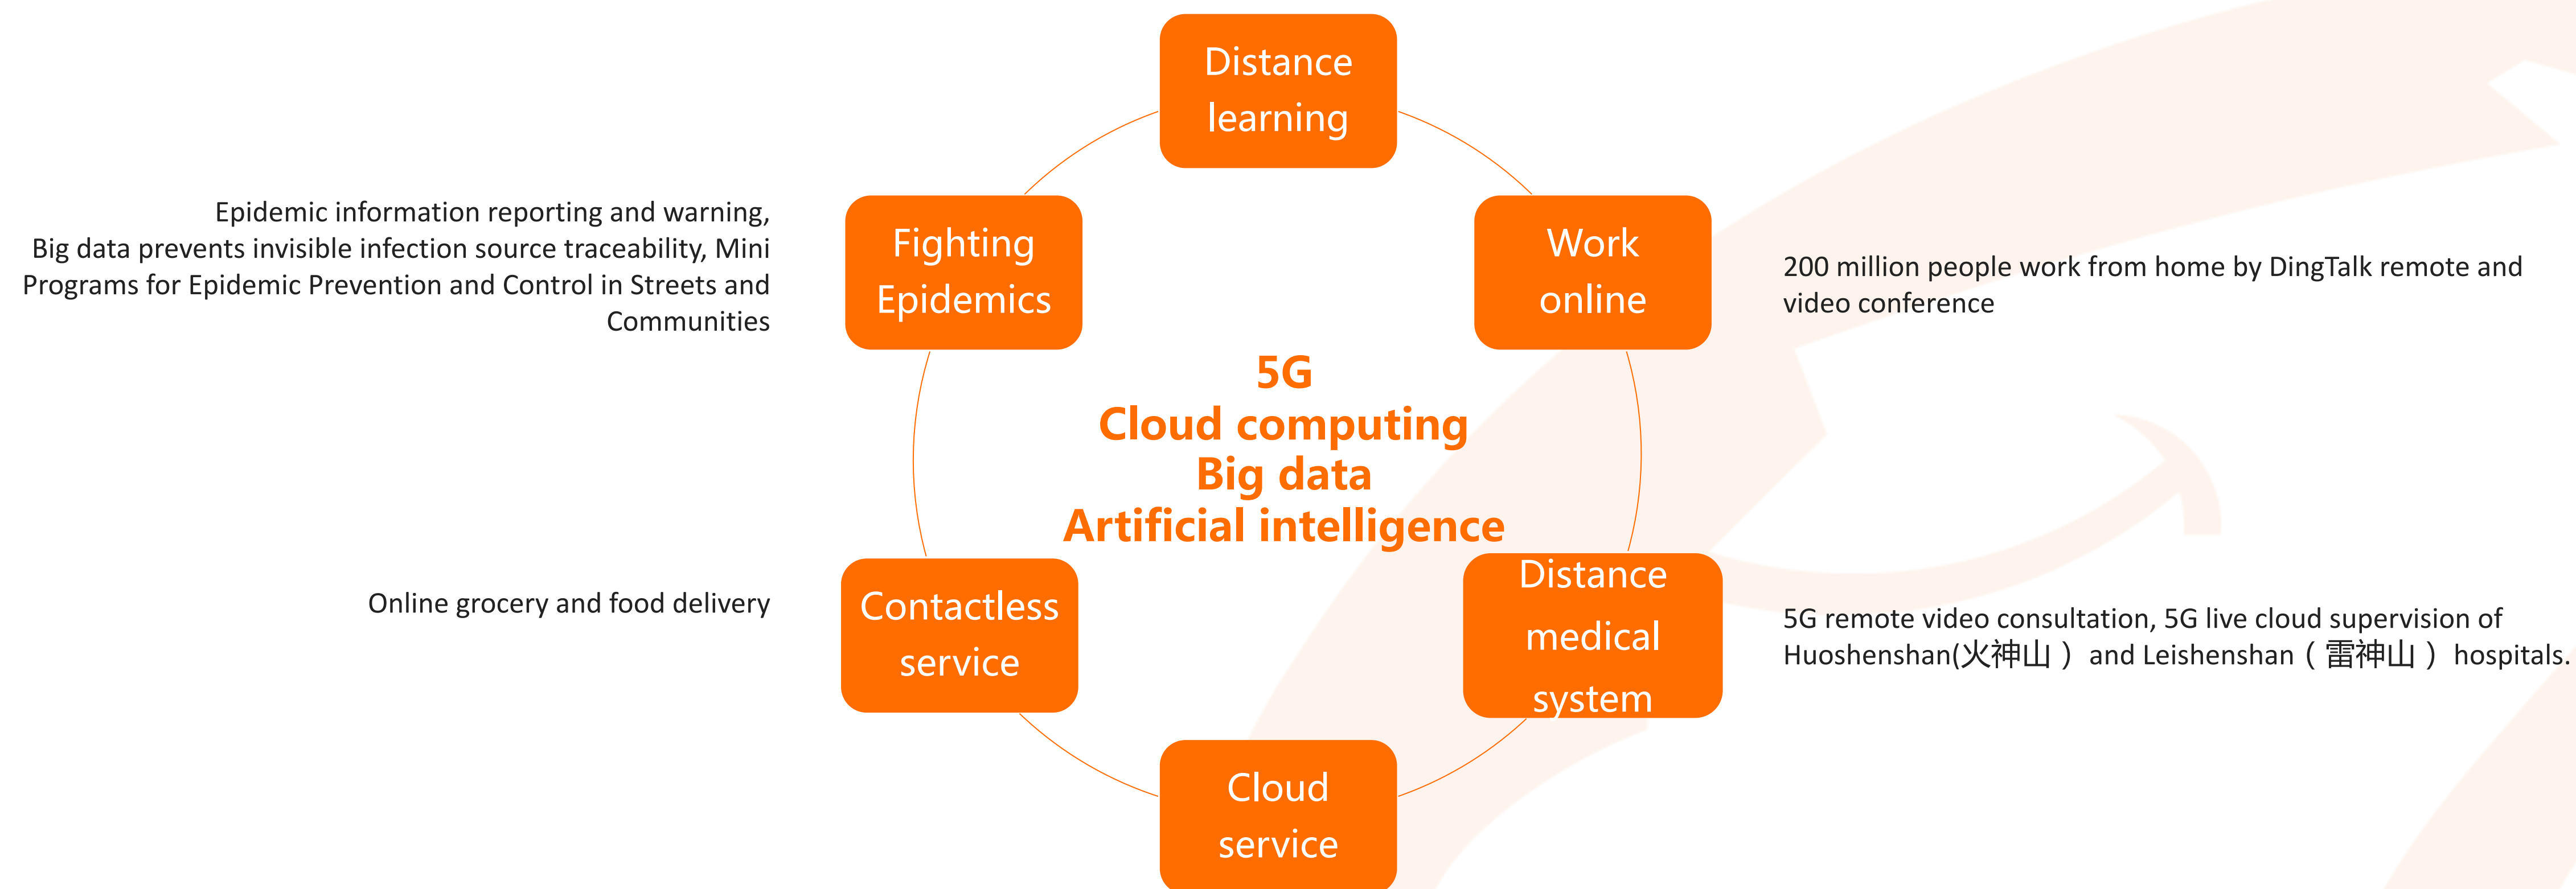 Distance
learning
Epidemic information reporting and warning,
Big data prevents invisible infection source traceability, Mini
Programs for Epidemic Prevention and Control in Streets and
Communities
Fighting
Epidemics
Work
online
200 million people work from home by DingTalk remote and
video conference
5G
Cloud computing
Big data
Artificial intelligence
Online grocery and food delivery
Contactless
service
Distance
medical
system
5G remote video consultation, 5G live cloud supervision of
Huoshenshan(火神山） and Leishenshan（雷神山） hospitals.
Cloud
service